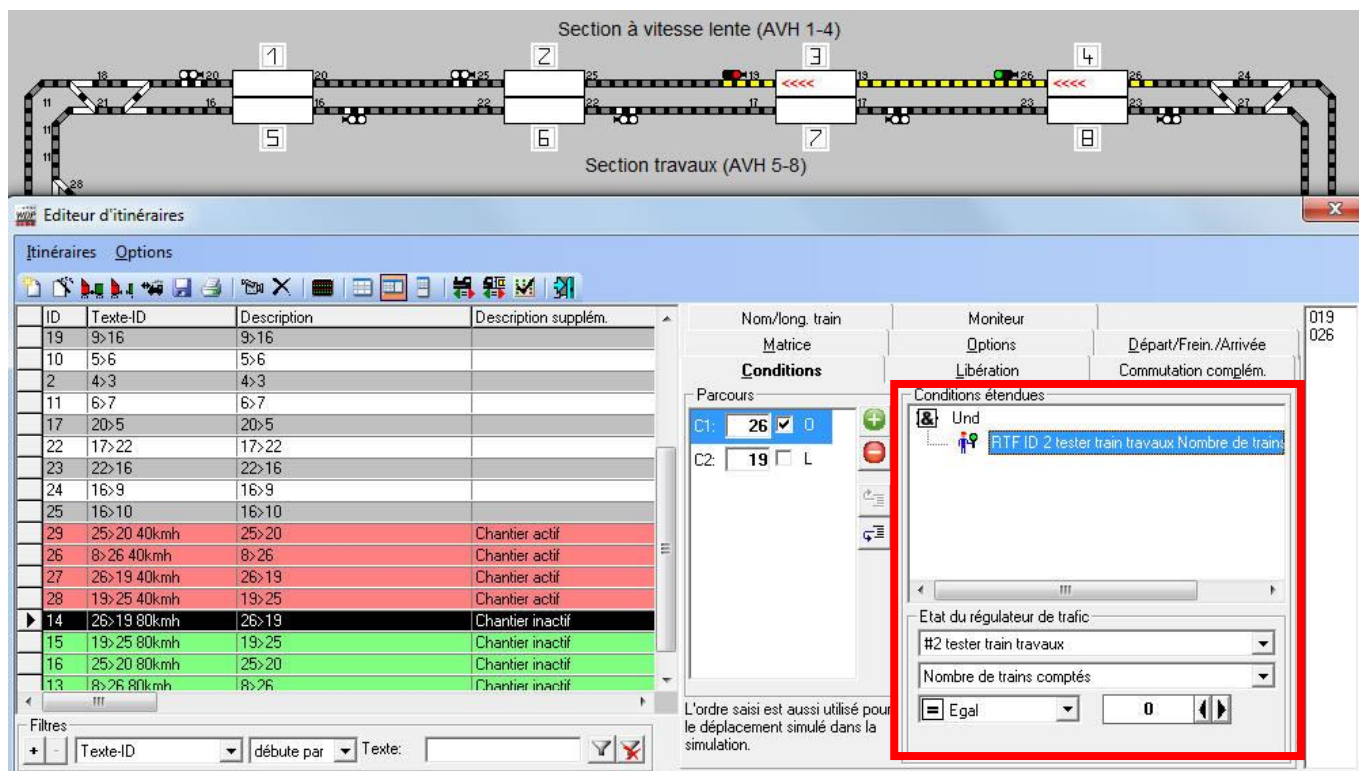 Section à vitesse lente (AVH 1-4)
1 2 3 4
18 20 20 25 25 19 19 26 26 24
<<<< <<<<
11 21 16 16 22 22 17 17 23 23 27
11
5 6 7 8
11
Section travaux (AVH 5-8)
28
Editeur d'itinéraires
Itinéraires Options
ID Texte-ID Description Description supplém.
19 9>16 9>16
10 5>6 5>6
2 4>3 4>3
11 6>7 6>7
17 20>5 20>5
22 17>22 17>22
23 22>16 22>16
24 16>9 16>9
25 16>10 16>10
29 25>20 40kmh 25>20 Chantier actif
26 8>26 40kmh 8>26 Chantier actif
27 26>19 40kmh 26>19 Chantier actif
28 19>25 40kmh 19>25 Chantier actif
14 26>19 80kmh 26>19 Chantier inactif
15 19>25 80kmh 19>25 Chantier inactif
16 25>20 80kmh 25>20 Chantier inactif
13 8>26 80kmh 8>26 Chantier inactif
Filtres
+ - Texte-ID débute par Texte:
Nom/long. train Moniteur
Matrice Options Départ/Frein./Arrivée
Conditions Libération Commutation complém.
Parcours
C1: 26 O
C2: 19 L
L'ordre saisi est aussi utilisé pour
le déplacement simulé dans la
simulation.
Conditions étendues
& Und
RTF ID 2 tester train travaux Nombre de trains
Etat du régulateur de trafic
#2 tester train travaux
Nombre de trains comptés
= Egal 0
019
026